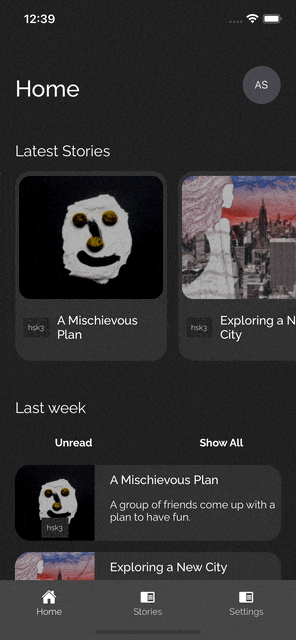 12:39
Home
AS
Latest Stories
hsk3
A Mischievous
Plan
hsk3
Exploring a N
City
Last week
Unread
Show All
A Mischievous Plan
A group of friends come up with a
plan to have fun.
hsk3
Exploring a New City
Home
Stories
Settings